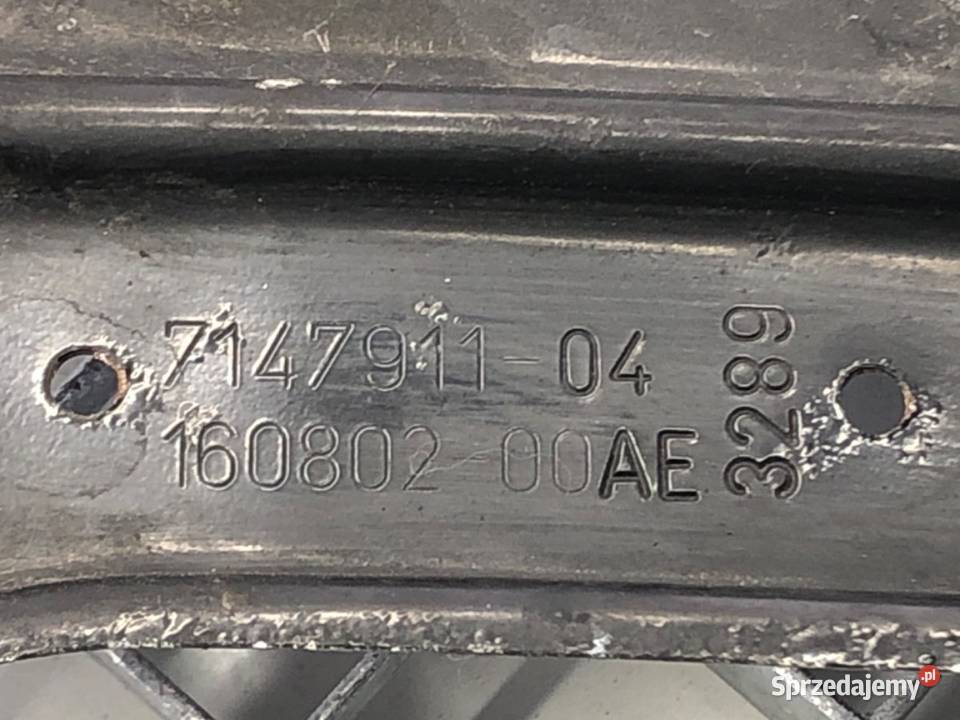 7147911-04
160802 00AE
3289
Sprzedajemy.pl